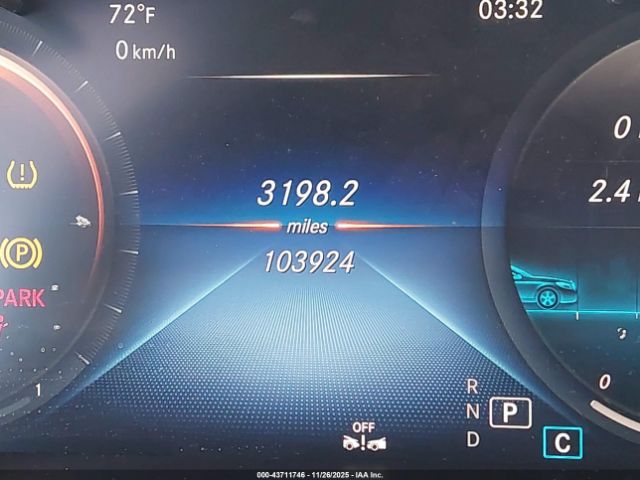 72°F
03:32
0 km/h
0
3198.2
2.4
miles
103924
PARK
0
1
R
N
P
D
OFF
C
000-43711746 - 11/26/2025 - IAA Inc.